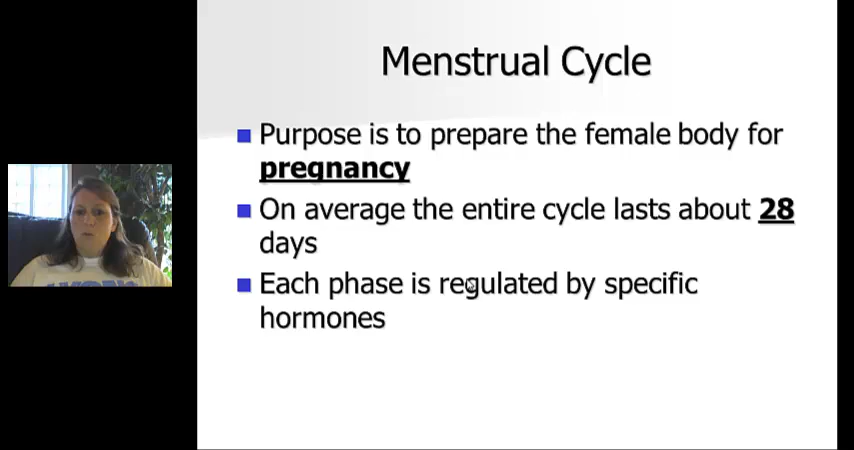 Menstrual Cycle
Purpose is to prepare the female body for
pregnancy
On average the entire cycle lasts about 28
days
Each phase is regulated by specific
hormones